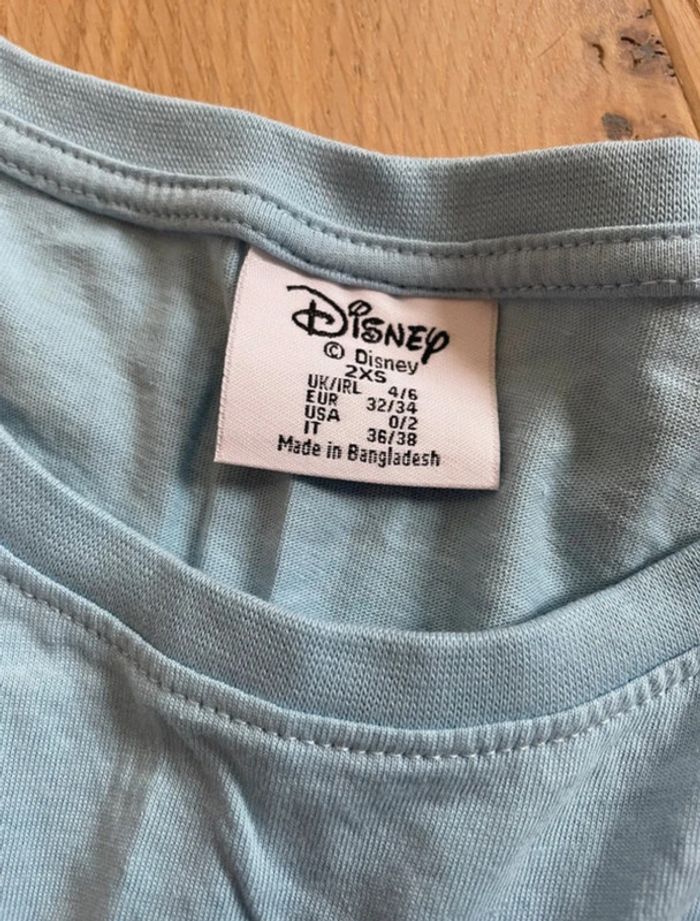 Disney
© Disney
2XS
UK/IRL 4/6
EUR 32/34
USA 0/2
IT 36/38
Made in Bangladesh